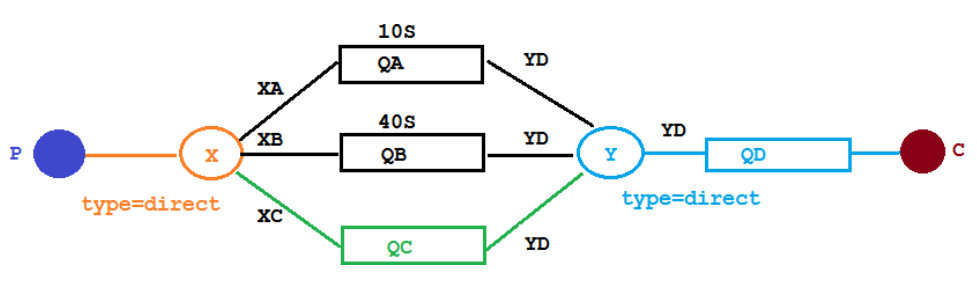 10S
QA
YD
XA
40S
XB
YD
YD
P
X
QB
Y
QD
C
type=direct
type=direct
XC
QC
YD